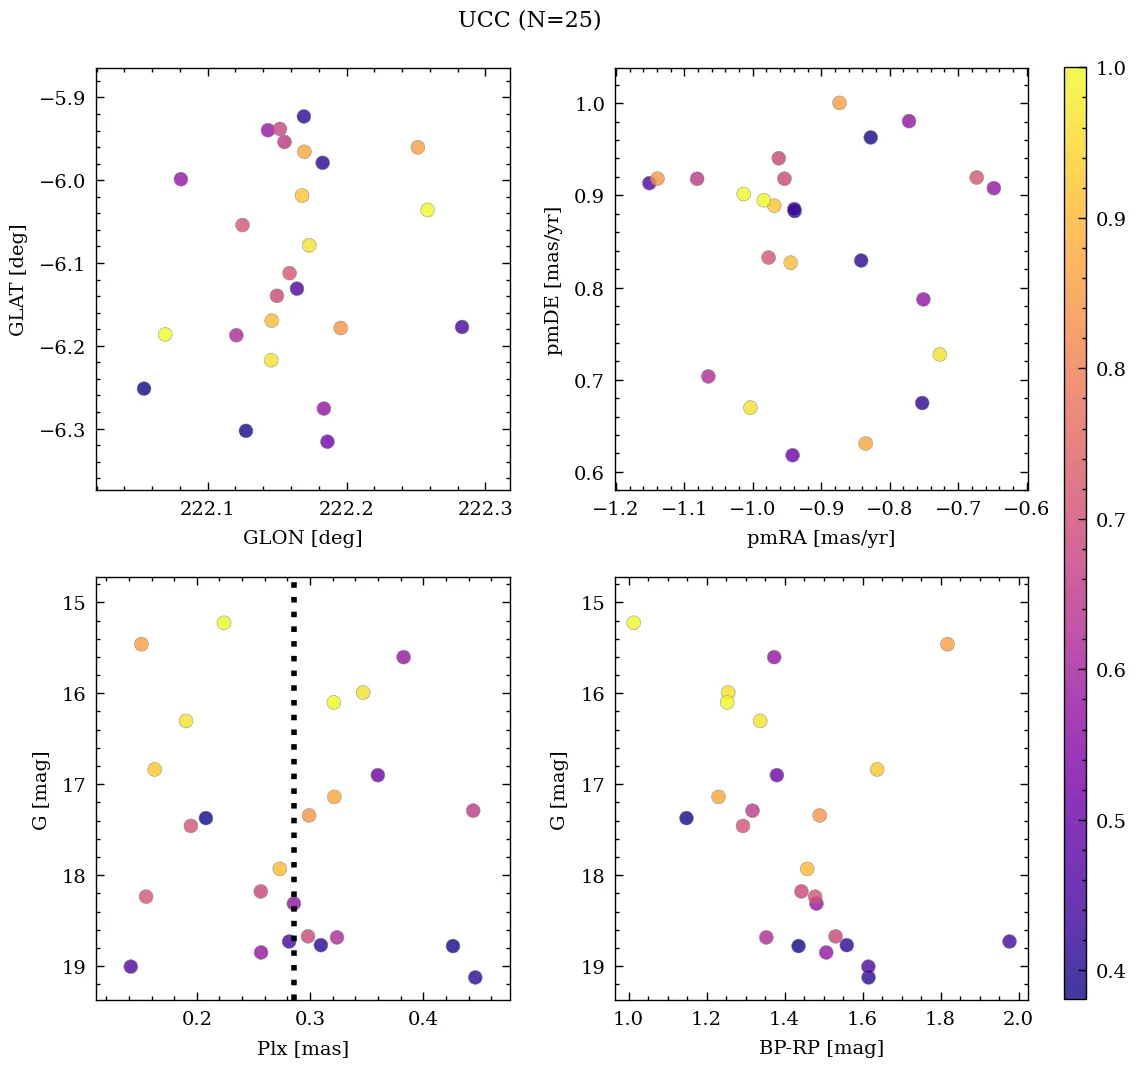 UCC (N=25)
−5.9
−6.0
−6.1
−6.2
−6.3
GLAT [deg]
222.1 222.2 222.3
GLON [deg]
1.0
0.9
0.8
0.7
0.6
pmDE [mas/yr]
−1.2 −1.1 −1.0 −0.9 −0.8 −0.7 −0.6
pmRA [mas/yr]
15
16
17
18
19
G [mag]
0.2 0.3 0.4
Plx [mas]
15
16
17
18
19
G [mag]
1.0 1.2 1.4 1.6 1.8 2.0
BP-RP [mag]
1.0
0.9
0.8
0.7
0.6
0.5
0.4